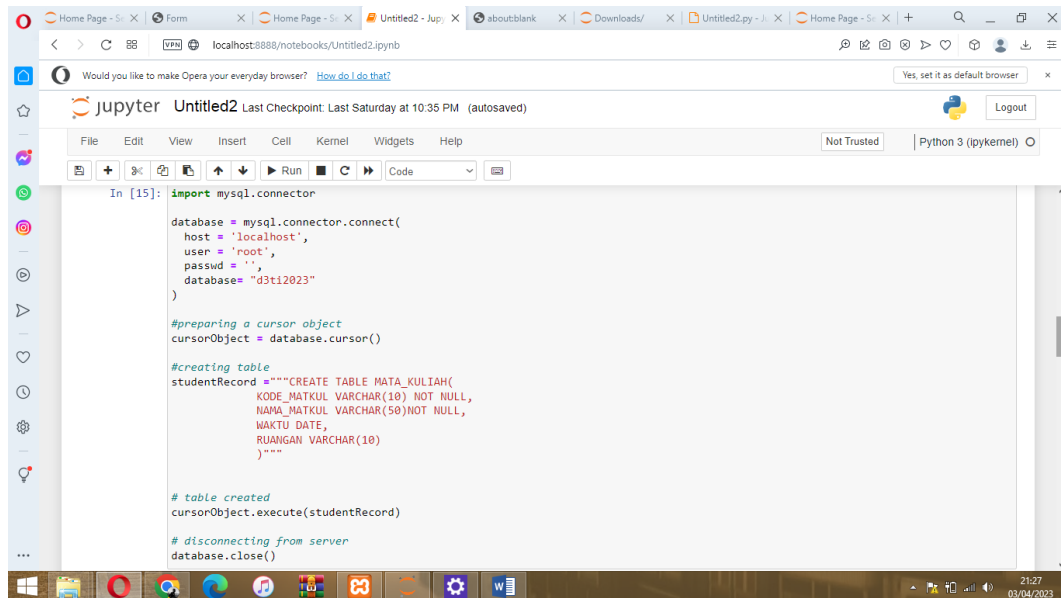 Home Page - Se
Form
Home Page - Se
Untitled2 - Jupy
about:blank
Downloads/
Untitled2.py - Ju
Home Page - Se
VPN
localhost:8888/notebooks/Untitled2.ipynb
Would you like to make Opera your everyday browser? How do I do that?
Yes, set it as default browser
jupyter Untitled2 Last Checkpoint: Last Saturday at 10:35 PM (autosaved)
Logout
File Edit View Insert Cell Kernel Widgets Help
Not Trusted
Python 3 (ipykernel)
Run
Code
In [15]: import mysql.connector
database = mysql.connector.connect(
host = 'localhost',
user = 'root',
passwd = '',
database= "d3ti2023"
)
#preparing a cursor object
cursorObject = database.cursor()
#creating table
studentRecord ="""CREATE TABLE MATA_KULIAH(
KODE_MATKUL VARCHAR(10) NOT NULL,
NAMA_MATKUL VARCHAR(50)NOT NULL,
WAKTU DATE,
RUANGAN VARCHAR(10)
)"""
# table created
cursorObject.execute(studentRecord)
# disconnecting from server
database.close()
21:27
03/04/2023